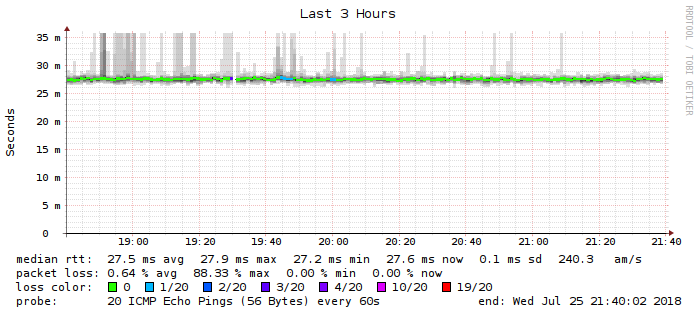 Last 3 Hours
RRDTOOL / TOBI OETIKER
Seconds
35 m
30 m
25 m
20 m
15 m
10 m
5 m
0
19:00 19:20 19:40 20:00 20:20 20:40 21:00 21:20 21:40
median rtt: 27.5 ms avg 27.9 ms max 27.2 ms min 27.6 ms now 0.1 ms sd 240.3 am/s
packet loss: 0.64 % avg 88.33 % max 0.00 % min 0.00 % now
loss color: 0 1/20 2/20 3/20 4/20 10/20 19/20
probe: 20 ICMP Echo Pings (56 Bytes) every 60s end: Wed Jul 25 21:40:02 2018